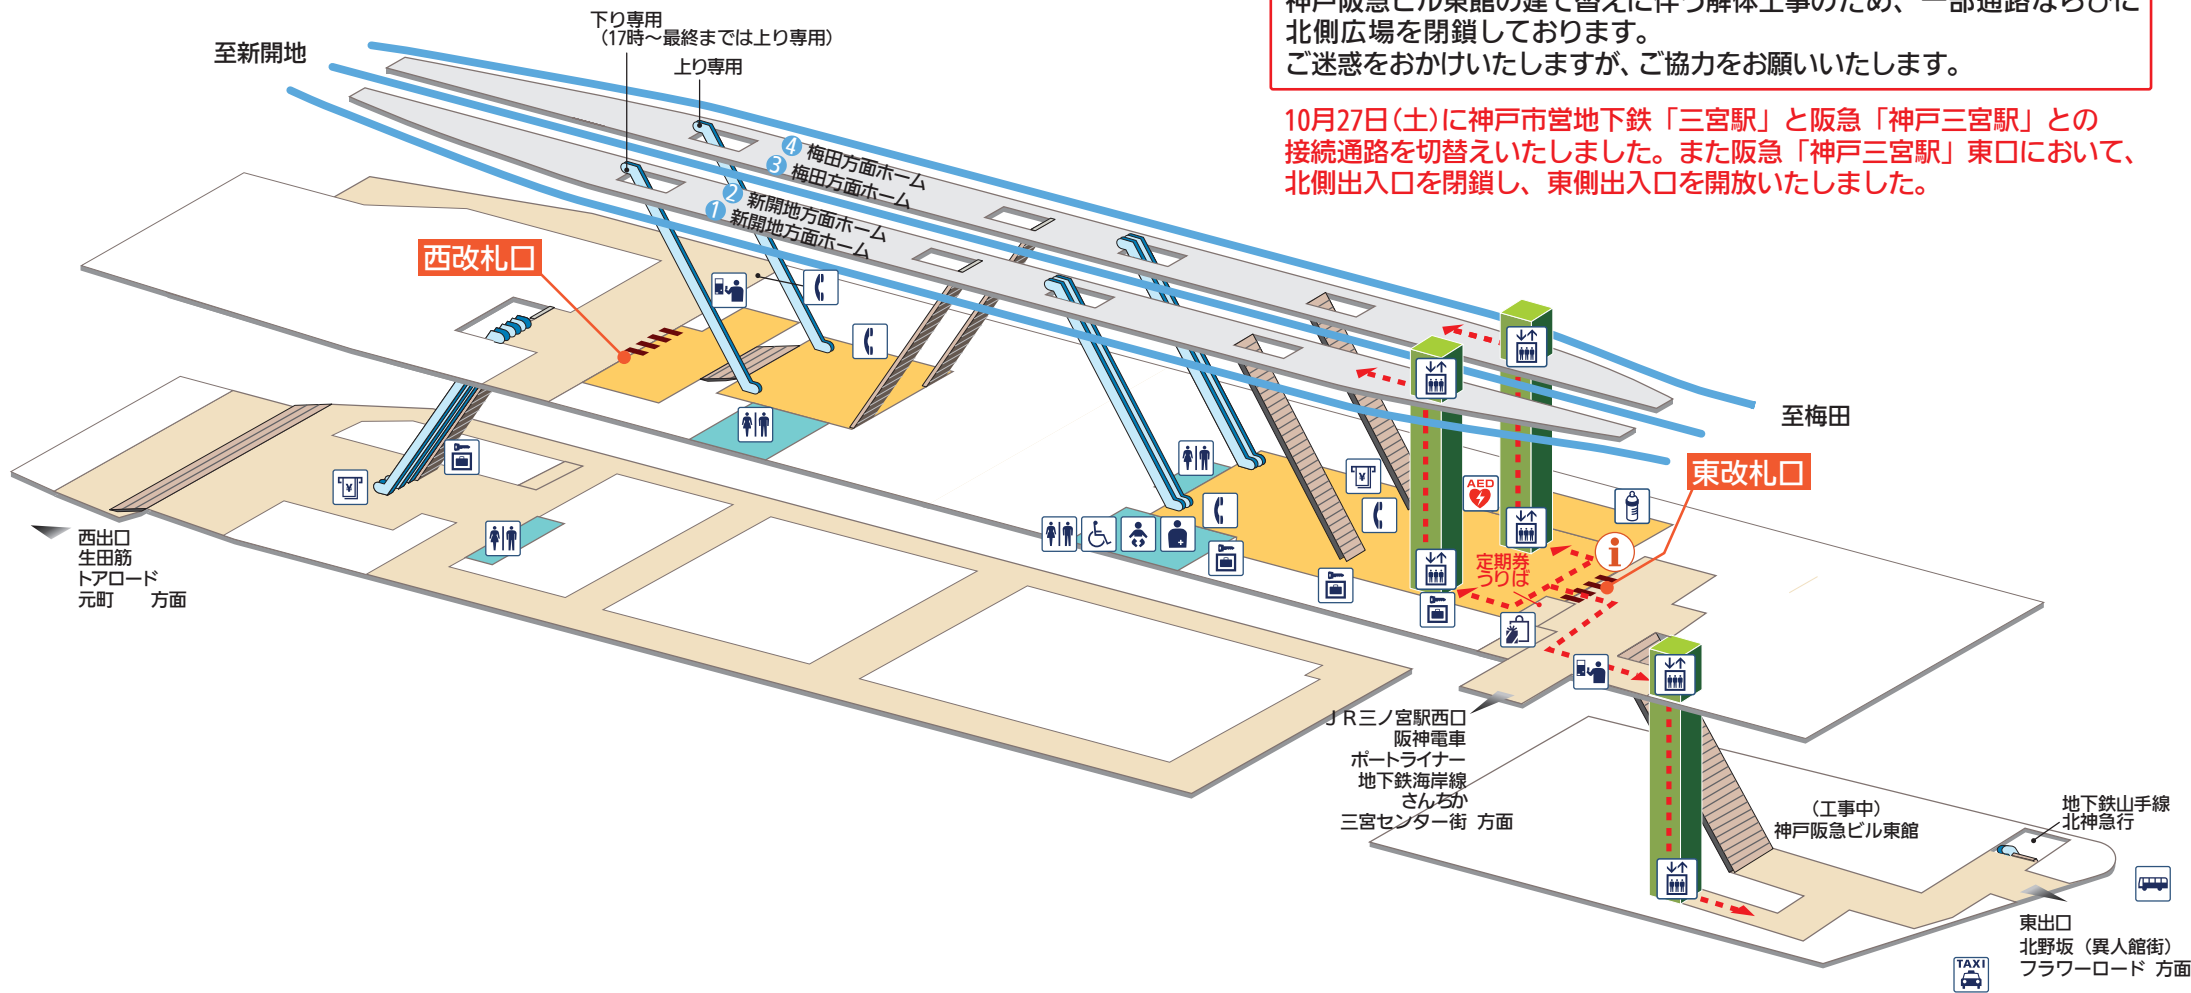 神戸阪急ビル東館の建て替えに伴う解体工事のため、一部通路ならびに
北側広場を閉鎖しております。
ご迷惑をおかけいたしますが、ご協力をお願いいたします。
10月27日(土)に神戸市営地下鉄「三宮駅」と阪急「神戸三宮駅」との
接続通路を切替えいたしました。また阪急「神戸三宮駅」東口において、
北側出入口を閉鎖し、東側出入口を開放いたしました。
下り専用
(17時～最終までは上り専用)
上り専用
至新開地
4 梅田方面ホーム
3 梅田方面ホーム
2 新開地方面ホーム
1 新開地方面ホーム
西改札口
至梅田
東改札口
AED
i
定期券
うりば
西出口
生田筋
トアロード
元町 方面
JR三ノ宮駅西口
阪神電車
ポートライナー
地下鉄海岸線
さんちか
三宮センター街 方面
(工事中)
神戸阪急ビル東館
地下鉄山手線
北神急行
東出口
北野坂(異人館街)
フラワーロード 方面
TAXI